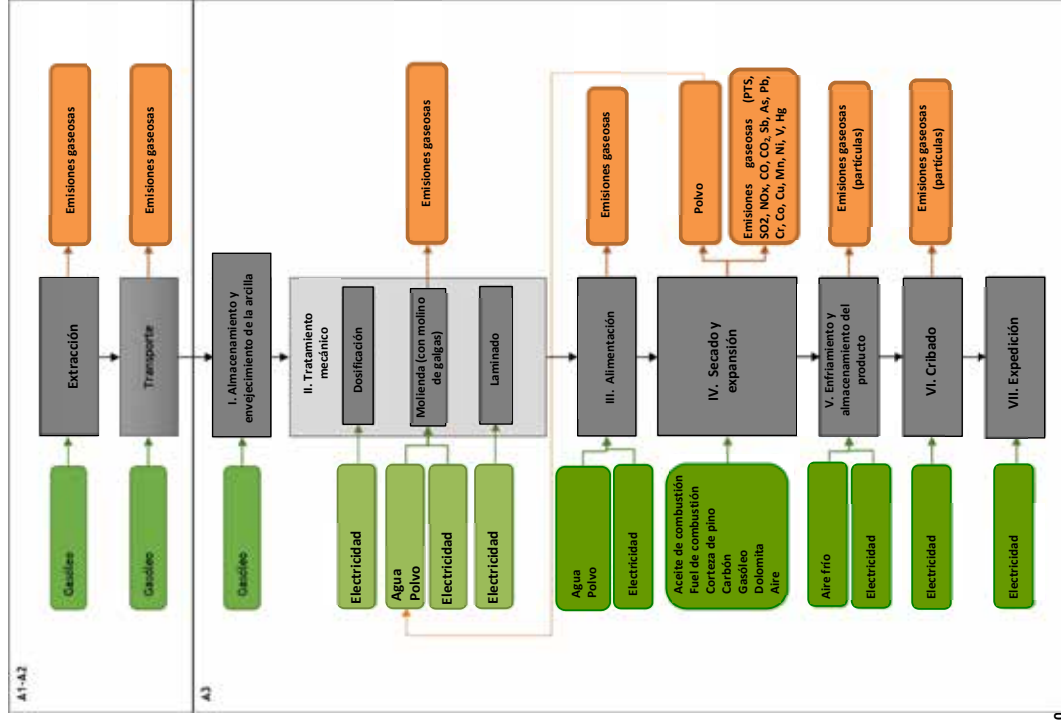 A1-A2
Gasóleo
Extracción
Emisiones gaseosas
Gasóleo
Transporte
Emisiones gaseosas
A3
Gasóleo
I. Almacenamiento y
envejecimiento de la arcilla
II. Tratamiento
mecánico
Electricidad
Dosificación
Agua
Polvo
Electricidad
Molienda (con molino
de galgas)
Emisiones gaseosas
Electricidad
Laminado
Agua
Polvo
Electricidad
III. Alimentación
Emisiones gaseosas
Aceite de combustión
Fuel de combustión
Corteza de pino
Carbón
Gasóleo
Dolomita
Aire
IV. Secado y
expansión
Polvo
Emisiones gaseosas (PTS,
SO2, NOx, CO, CO₂, Sb, As, Pb,
Cr, Co, Cu, Mn, Ni, V, Hg
Aire frío
Electricidad
V. Enfriamiento y
almacenamiento del
producto
Emisiones gaseosas
(partículas)
Electricidad
VI. Cribado
Emisiones gaseosas
(partículas)
Electricidad
VII. Expedición